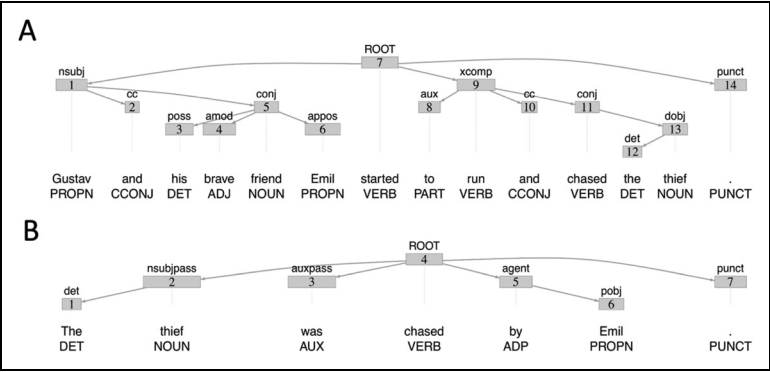 A
ROOT
7
nsubj xcomp punct
1 9 14
cc conj aux cc conj
2 5 8 10 11
poss amod appos dobj
3 4 6 13
det
12
Gustav and his brave friend Emil started to run and chased the thief .
PROPN CCONJ DET ADJ NOUN PROPN VERB PART VERB CCONJ VERB DET NOUN PUNCT
B
ROOT
4
nsubjpass auxpass agent punct
2 3 5 7
det pobj
1 6
The thief was chased by Emil .
DET NOUN AUX VERB ADP PROPN PUNCT